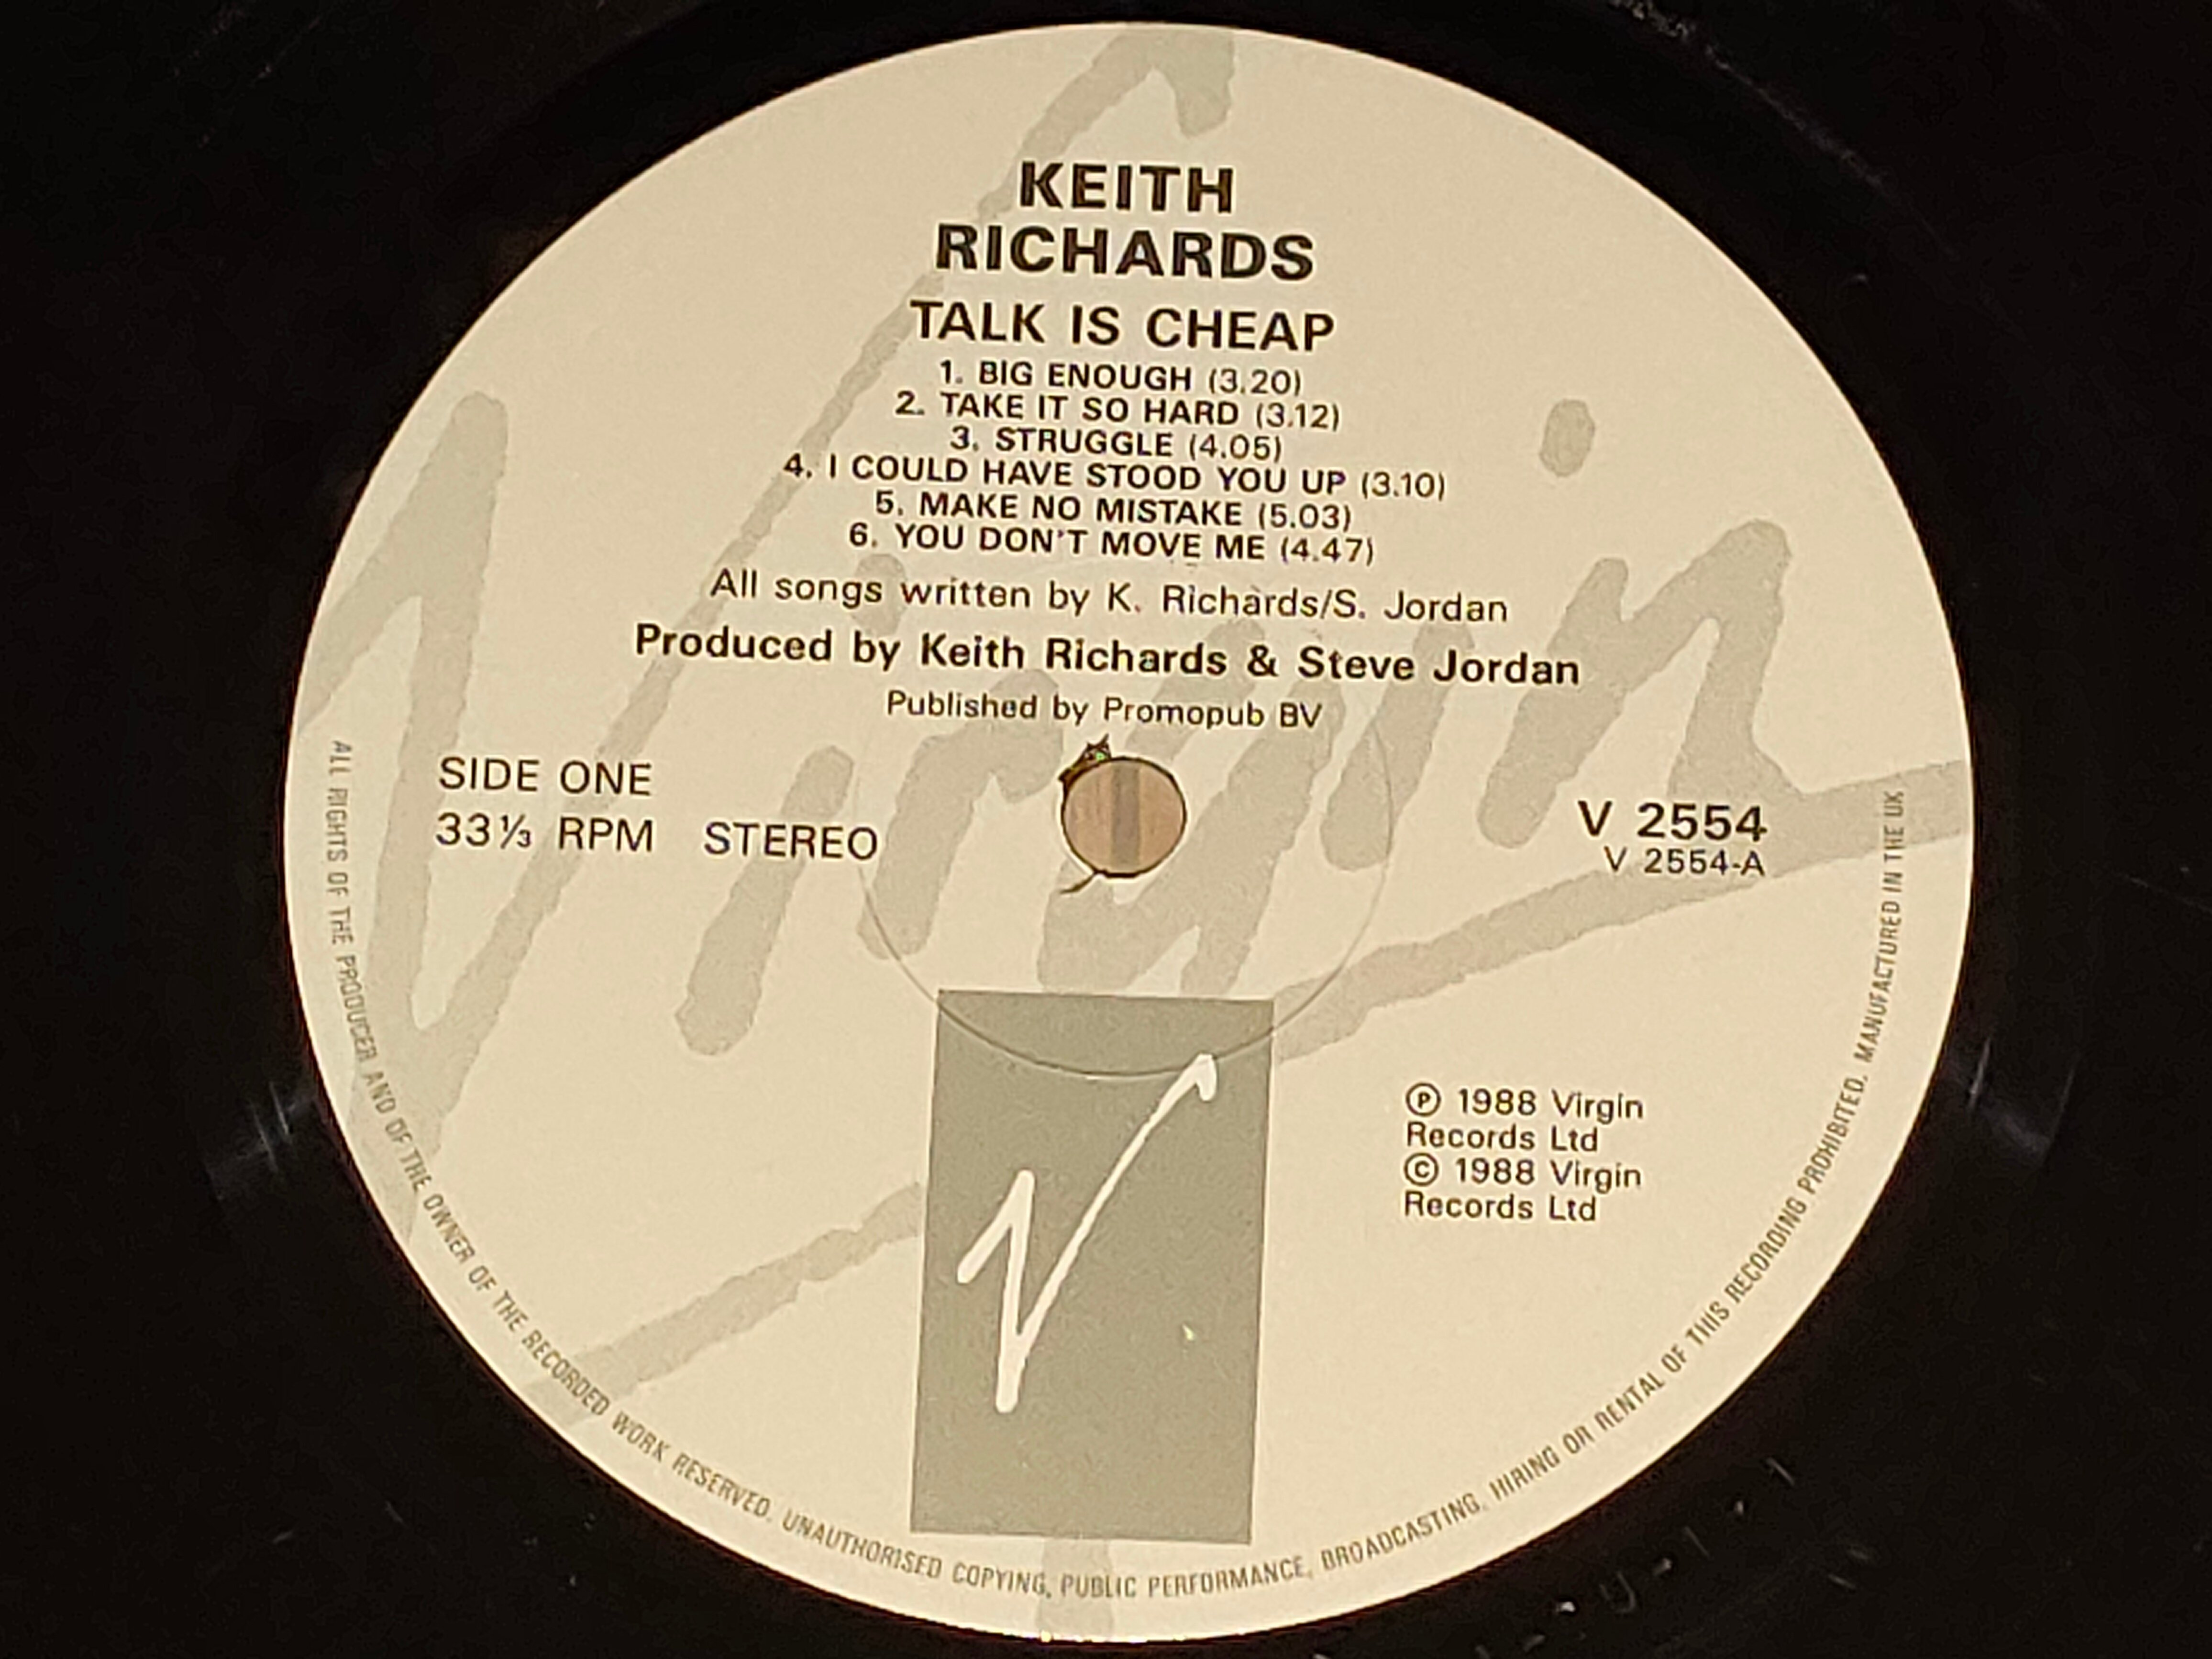 KEITH
RICHARDS
TALK IS CHEAP
1. BIG ENOUGH (3.20)
2. TAKE IT SO HARD (3.12)
3. STRUGGLE (4.05)
4. I COULD HAVE STOOD YOU UP (3.10)
5. MAKE NO MISTAKE (5.03)
6. YOU DON'T MOVE ME (4.47)
All songs written by K. Richards/S. Jordan
Produced by Keith Richards & Steve Jordan
Published by Promopub BV
SIDE ONE
33⅓ RPM STEREO
V 2554
V 2554-A
Virgin
V
Ⓟ 1988 Virgin
Records Ltd
© 1988 Virgin
Records Ltd
ALL RIGHTS OF THE PRODUCER AND OF THE OWNER OF THE RECORDED WORK RESERVED. UNAUTHORISED COPYING, PUBLIC PERFORMANCE, BROADCASTING, HIRING OR RENTAL OF THIS RECORDING PROHIBITED. MANUFACTURED IN THE UK